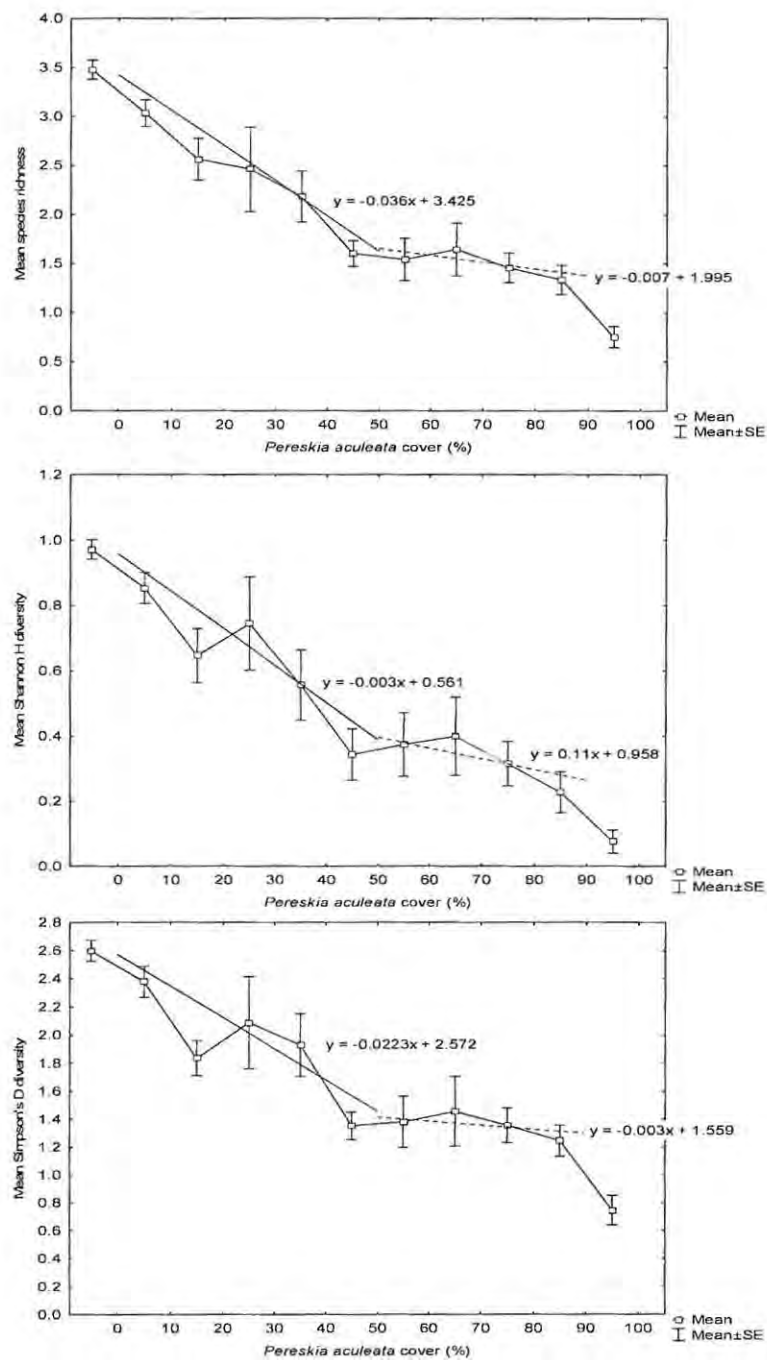 4.0
3.5
3.0
2.5
2.0
1.5
1.0
0.5
0.0
Mean species richness
y = -0.036x + 3.425
y = -0.007 + 1.995
0 10 20 30 40 50 60 70 80 90 100
Pereskia aculeata cover (%)
Mean
Mean±SE
1.2
1.0
0.8
0.6
0.4
0.2
0.0
Mean Shannon H diversity
y = -0.003x + 0.561
y = 0.11x + 0.958
0 10 20 30 40 50 60 70 80 90 100
Pereskia aculeata cover (%)
Mean
Mean±SE
2.8
2.6
2.4
2.2
2.0
1.8
1.6
1.4
1.2
1.0
0.8
0.6
0.4
0.2
0.0
Mean Simpson's D diversity
y = -0.0223x + 2.572
y = -0.003x + 1.559
0 10 20 30 40 50 60 70 80 90 100
Pereskia aculeata cover (%)
Mean
Mean±SE